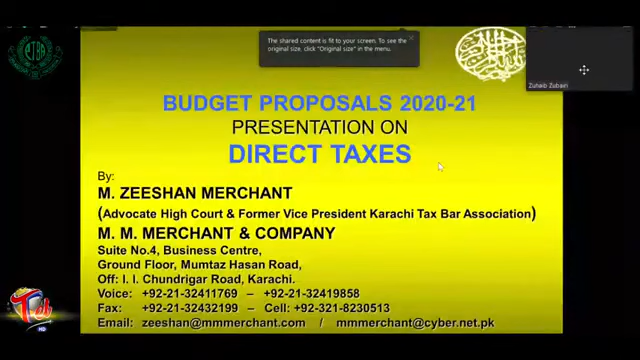 The shared content is fit to your screen. To see the
original size, click "Original size" in the menu.
Zuhaib Zubairi
BUDGET PROPOSALS 2020-21
PRESENTATION ON
DIRECT TAXES
By:
M. ZEESHAN MERCHANT
(Advocate High Court & Former Vice President Karachi Tax Bar Association)
M. M. MERCHANT & COMPANY
Suite No.4, Business Centre,
Ground Floor, Mumtaz Hasan Road,
Off: I. I. Chundrigar Road, Karachi.
Voice: +92-21-32411769 – +92-21-32419858
Fax: +92-21-32432199 – Cell: +92-321-8230513
Email: zeeshan@mmmerchant.com / mmmerchant@cyber.net.pk
HD